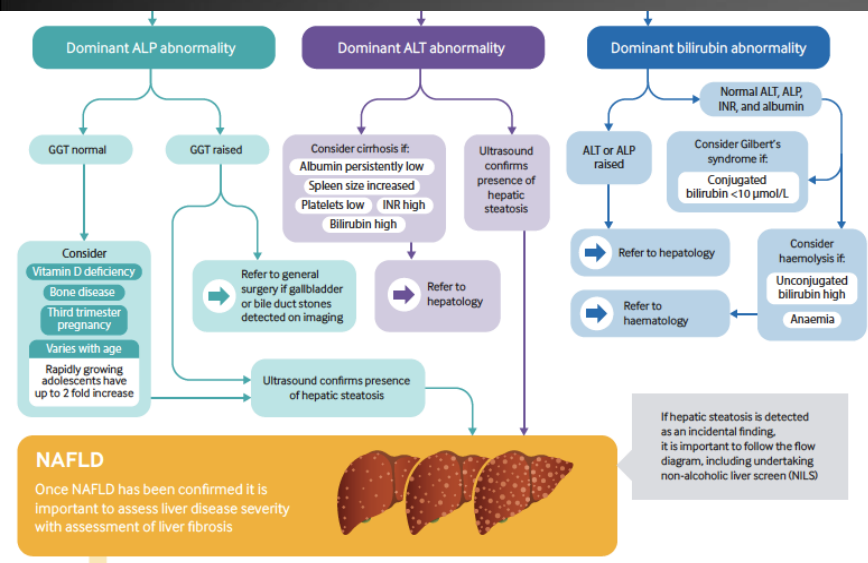 Dominant ALP abnormality
GGT normal
GGT raised
Consider
Vitamin D deficiency
Bone disease
Third trimester
pregnancy
Varies with age
Rapidly growing
adolescents have
up to 2 fold increase
Refer to general
surgery if gallbladder
or bile duct stones
detected on imaging
Ultrasound confirms presence
of hepatic steatosis
Dominant ALT abnormality
Consider cirrhosis if:
Albumin persistently low
Spleen size increased
Platelets low
INR high
Bilirubin high
Refer to
hepatology
Ultrasound
confirms
presence of
hepatic
steatosis
Dominant bilirubin abnormality
ALT or ALP
raised
Refer to hepatology
Normal ALT, ALP,
INR, and albumin
Consider Gilbert's
syndrome if:
Conjugated
bilirubin <10 µmol/L
Consider
haemolysis if:
Unconjugated
bilirubin high
Anaemia
Refer to
haematology
NAFLD
Once NAFLD has been confirmed it is
important to assess liver disease severity
with assessment of liver fibrosis
If hepatic steatosis is detected
as an incidental finding,
it is important to follow the flow
diagram, including undertaking
non-alcoholic liver screen (NILS)